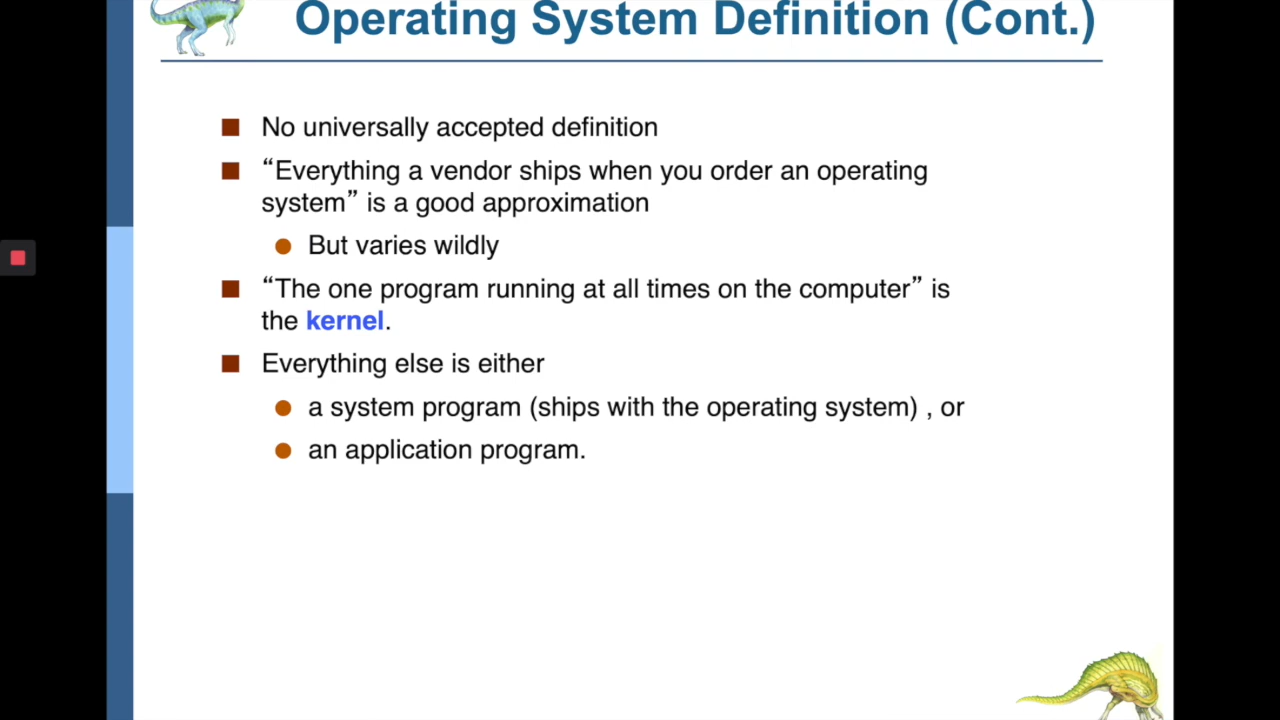 Operating System Definition (Cont.)
No universally accepted definition
“Everything a vendor ships when you order an operating
system” is a good approximation
But varies wildly
“The one program running at all times on the computer” is
the kernel.
Everything else is either
a system program (ships with the operating system) , or
an application program.